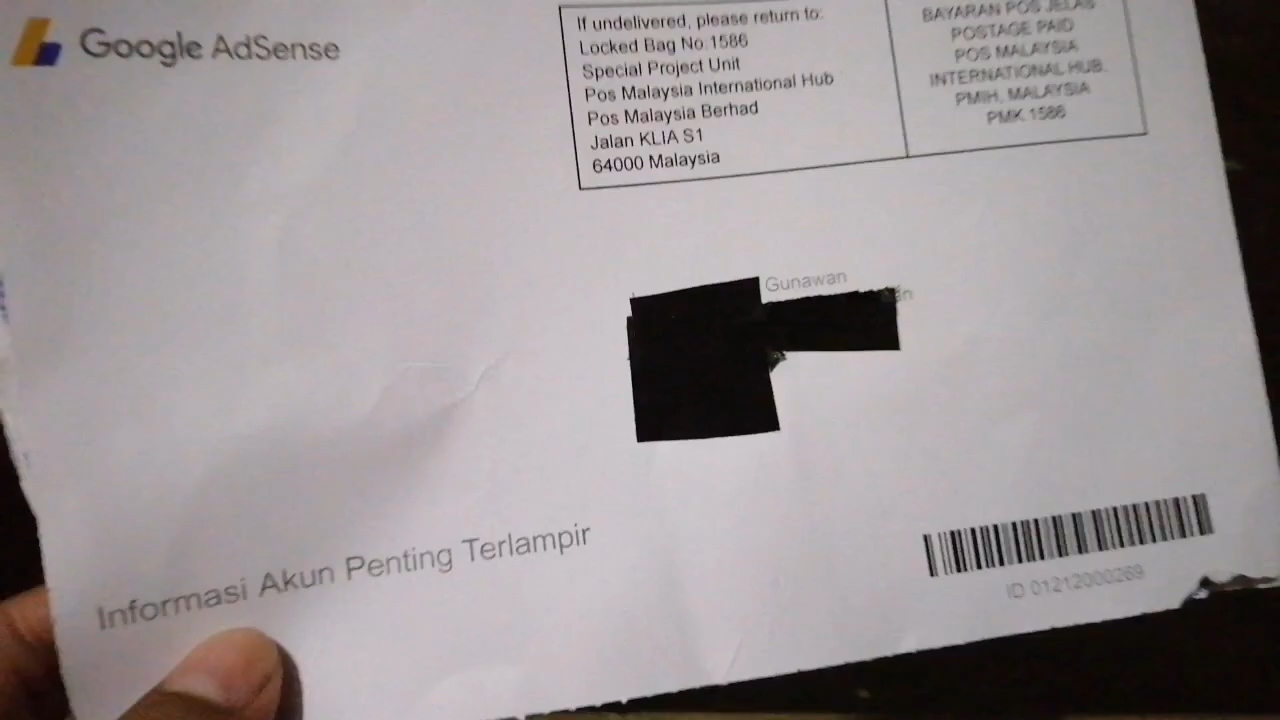 Google AdSense
If undelivered, please return to:
Locked Bag No.1586
Special Project Unit
Pos Malaysia International Hub
Pos Malaysia Berhad
Jalan KLIA S1
64000 Malaysia
BAYARAN POS JELAS
POSTAGE PAID
POS MALAYSIA
INTERNATIONAL HUB.
PMIH, MALAYSIA
PMK 1586
Gunawan
Informasi Akun Penting Terlampir
ID 01212000269